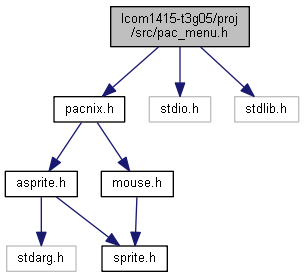 lcom1415-t3g05/proj
/src/pac_menu.h
pacnix.h
stdio.h
stdlib.h
asprite.h
mouse.h
stdarg.h
sprite.h